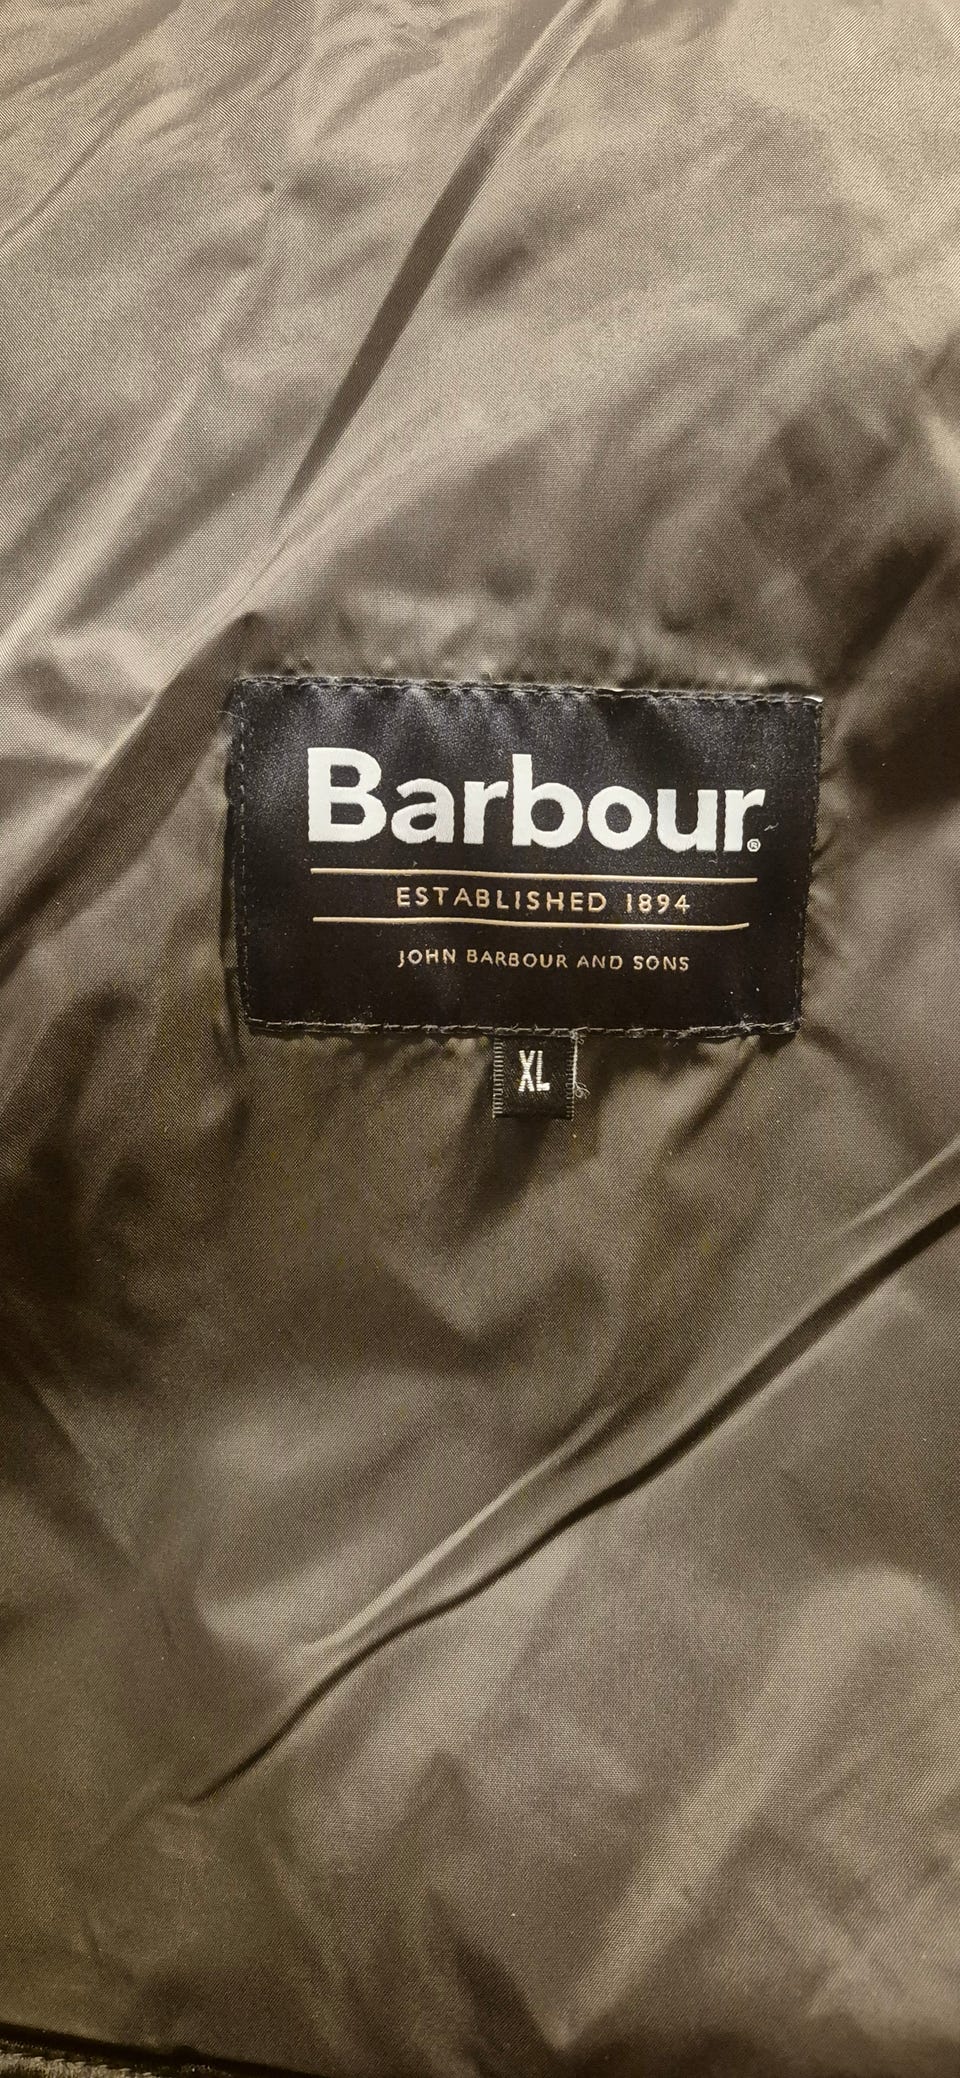 Barbour®
ESTABLISHED 1894
JOHN BARBOUR AND SONS
XL